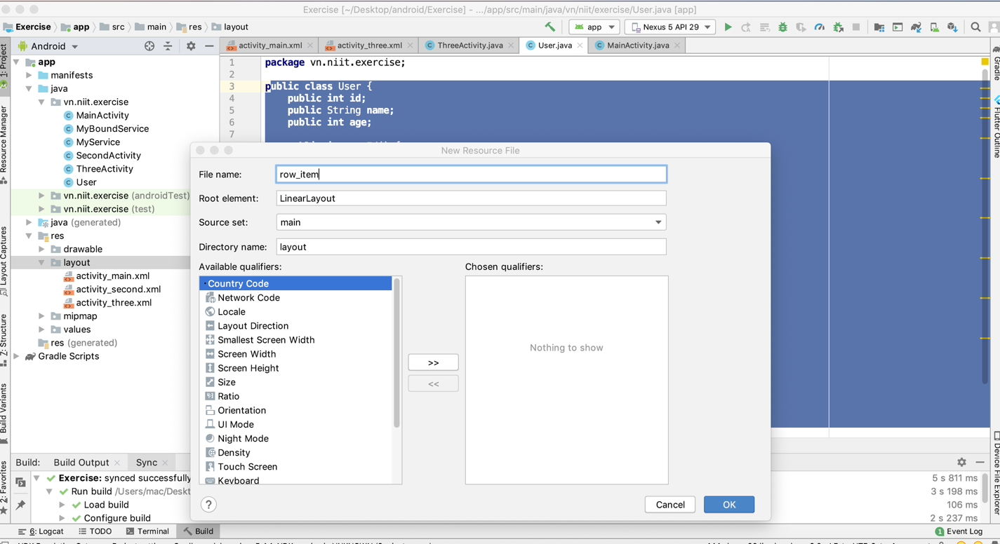 Exercise [~/Desktop/android/Exercise] - .../app/src/main/java/vn/niit/exercise/User.java [app]
Exercise app src main res layout
app Nexus 5 API 29
Android
activity_main.xml activity_three.xml ThreeActivity.java User.java MainActivity.java
1: Project
Resource Manager
Layout Captures
Z: Structure
Build Variants
2: Favorites
app
manifests
java
vn.niit.exercise
MainActivity
MyBoundService
MyService
SecondActivity
ThreeActivity
User
vn.niit.exercise (androidTest)
vn.niit.exercise (test)
java (generated)
res
drawable
layout
activity_main.xml
activity_second.xml
activity_three.xml
mipmap
values
res (generated)
Gradle Scripts
1 package vn.niit.exercise;
2
3 public class User {
4 public int id;
5 public String name;
6 public int age;
7
Gradle
Flutter Outline
Device File Explorer
New Resource File
File name: row_item
Root element: LinearLayout
Source set: main
Directory name: layout
Available qualifiers:
Country Code
Network Code
Locale
Layout Direction
Smallest Screen Width
Screen Width
Screen Height
Size
Ratio
Orientation
UI Mode
Night Mode
Density
Touch Screen
Keyboard
>>
<<
Chosen qualifiers:
Nothing to show
?
Cancel OK
Build: Build Output Sync
Exercise: synced successfully 5 s 811 ms
Run build /Users/mac/Deskt 3 s 198 ms
Load build 106 ms
Configure build 2 s 237 ms
6: Logcat TODO Terminal Build 1 Event Log